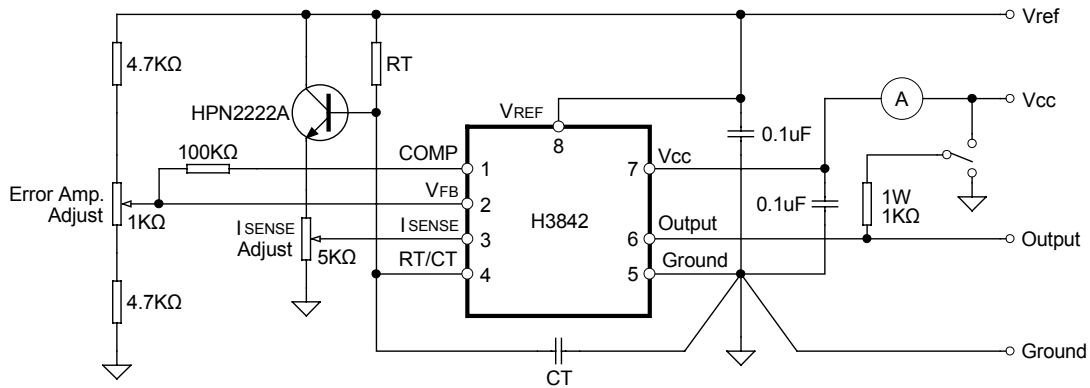 Vref
4.7KΩ
RT
HPN2222A
A
Vcc
VREF
8
0.1uF
100KΩ
COMP
1
7
Vcc
Error Amp.
Adjust
1KΩ
VFB
2
H3842
0.1uF
1W
1KΩ
ISENSE
Adjust
5KΩ
ISENSE
3
6
Output
Output
RT/CT
4
5
Ground
4.7KΩ
CT
Ground